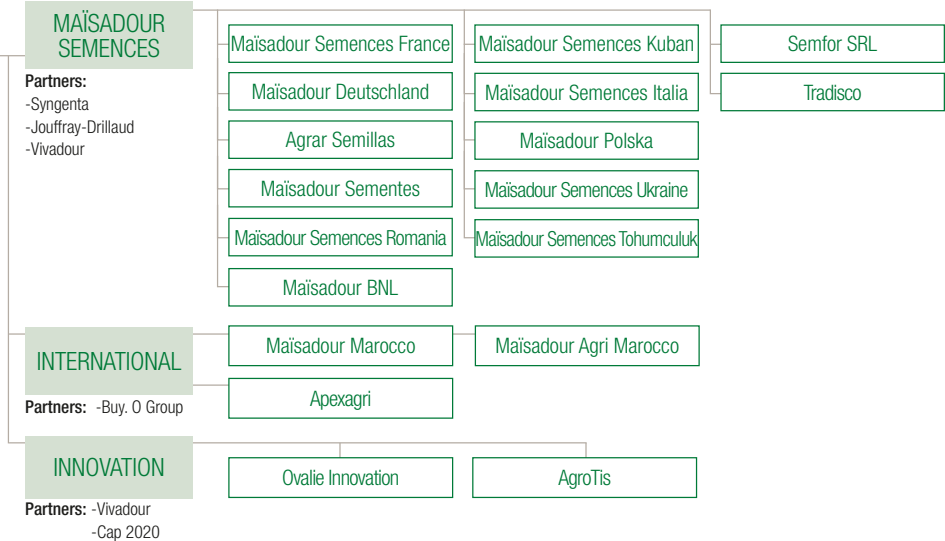 MAÏSADOUR
SEMENCES
Partners:
-Syngenta
-Jouffray-Drillaud
-Vivadour
Maïsadour Semences France
Maïsadour Deutschland
Agrar Semillas
Maïsadour Sementes
Maïsadour Semences Romania
Maïsadour BNL
Maïsadour Semences Kuban
Maïsadour Semences Italia
Maïsadour Polska
Maïsadour Semences Ukraine
Maïsadour Semences Tohumculuk
Semfor SRL
Tradisco
INTERNATIONAL
Partners: -Buy. O Group
Maïsadour Marocco
Maïsadour Agri Marocco
Apexagri
INNOVATION
Partners: -Vivadour
-Cap 2020
Ovalie Innovation
AgroTis